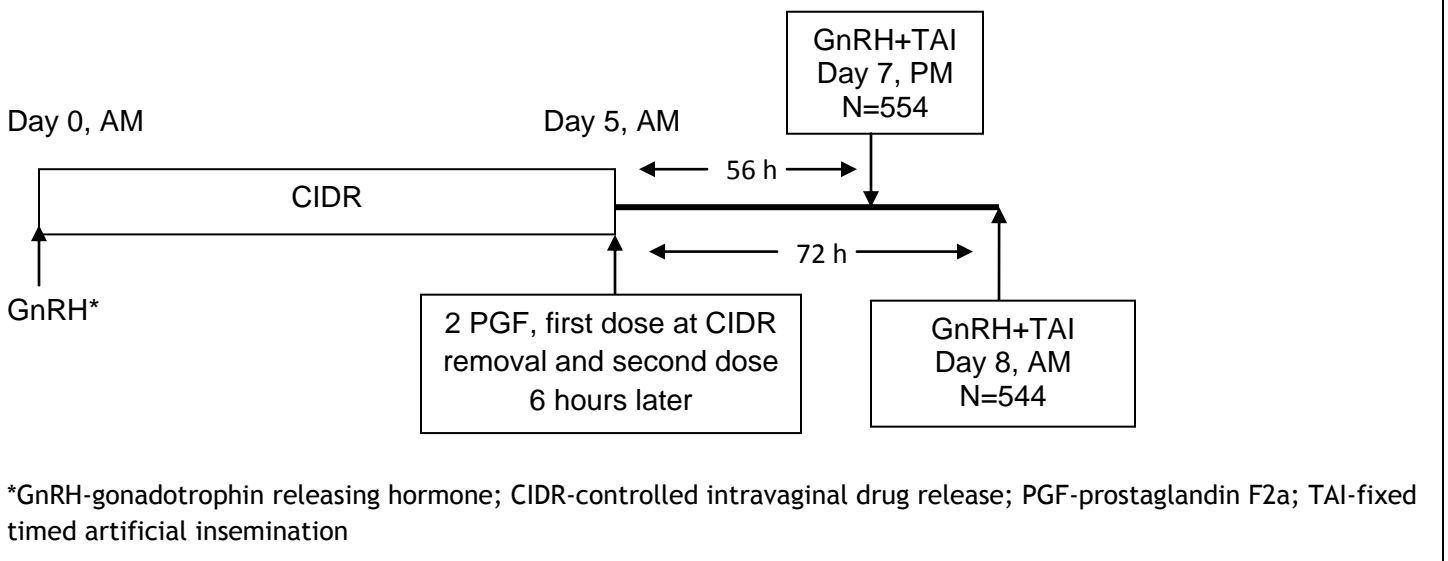 GnRH+TAI
Day 7, PM
N=554
Day 0, AM
Day 5, AM
56 h
CIDR
72 h
GnRH*
2 PGF, first dose at CIDR
removal and second dose
6 hours later
GnRH+TAI
Day 8, AM
N=544
*GnRH-gonadotrophin releasing hormone; CIDR-controlled intravaginal drug release; PGF-prostaglandin F2a; TAI-fixed
timed artificial insemination